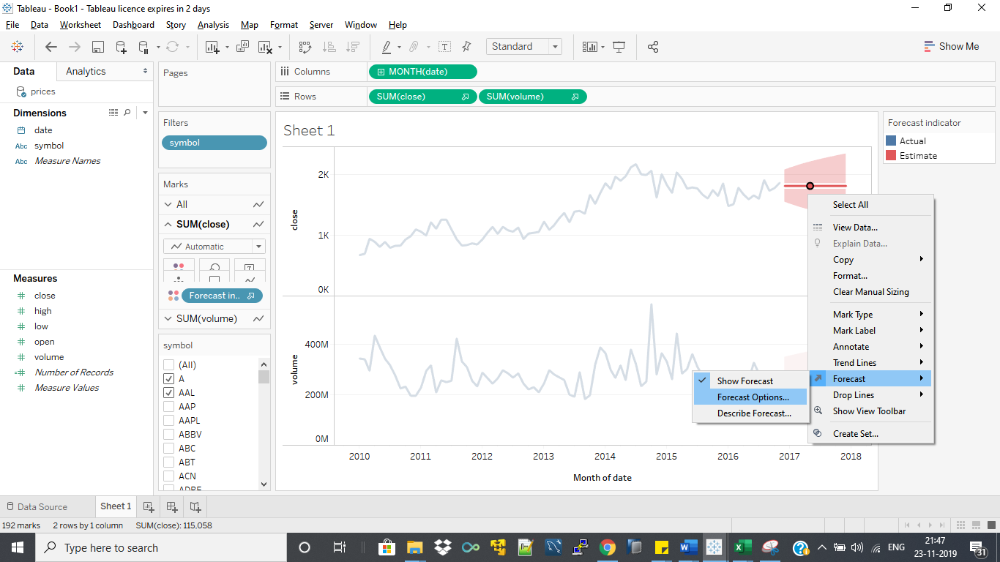 Tableau - Book1 - Tableau licence expires in 2 days
File Data Worksheet Dashboard Story Analysis Map Format Server Window Help
Standard
Show Me
Data
Analytics
prices
Dimensions
date
Abc symbol
Abc Measure Names
Measures
close
high
low
open
volume
Number of Records
Measure Values
Pages
Filters
symbol
Marks
All
SUM(close)
Automatic
Forecast in..
SUM(volume)
symbol
(All)
A
AAL
AAP
AAPL
ABBV
ABC
ABT
ACN
ADBE
Columns
MONTH(date)
Rows
SUM(close)
SUM(volume)
Sheet 1
close
2K
1K
0K
volume
400M
200M
0M
2010 2011 2012 2013 2014 2015 2016 2017 2018
Month of date
Forecast indicator
Actual
Estimate
Select All
View Data...
Explain Data...
Copy
Format...
Clear Manual Sizing
Mark Type
Mark Label
Annotate
Trend Lines
Forecast
Drop Lines
Show View Toolbar
Create Set...
Show Forecast
Forecast Options...
Describe Forecast...
Data Source
Sheet 1
192 marks 2 rows by 1 column SUM(close): 115,058
Type here to search
ENG
21:47
23-11-2019
31